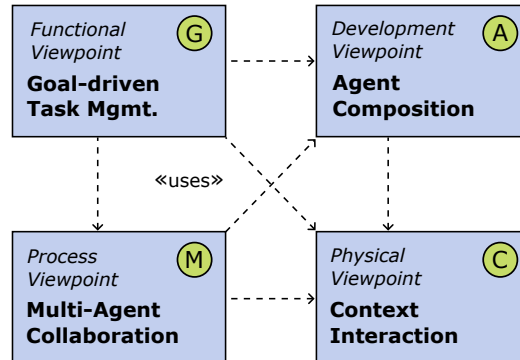 Functional
Viewpoint
G
Goal-driven
Task Mgmt.
Development
Viewpoint
A
Agent
Composition
«uses»
Process
Viewpoint
M
Multi-Agent
Collaboration
Physical
Viewpoint
C
Context
Interaction